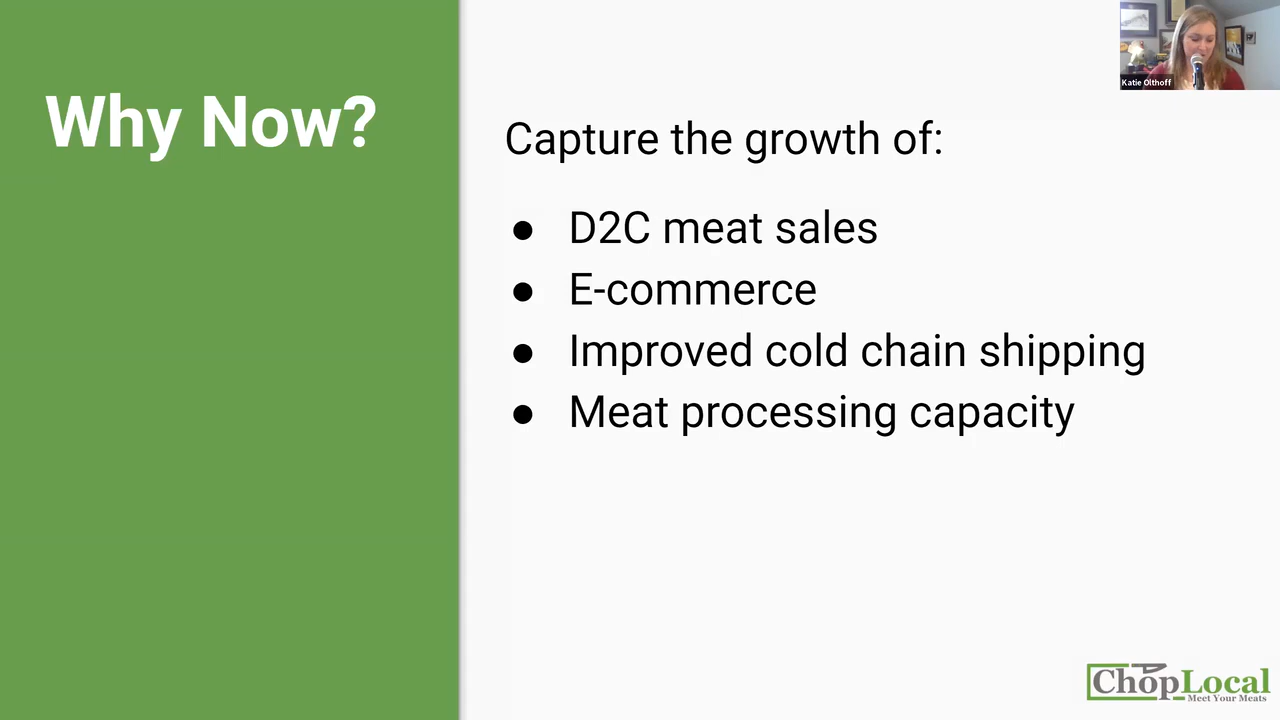 Why Now?
Capture the growth of:
● D2C meat sales
● E-commerce
● Improved cold chain shipping
● Meat processing capacity
Katie Olthoff
ChopLocal
Meet Your Meats